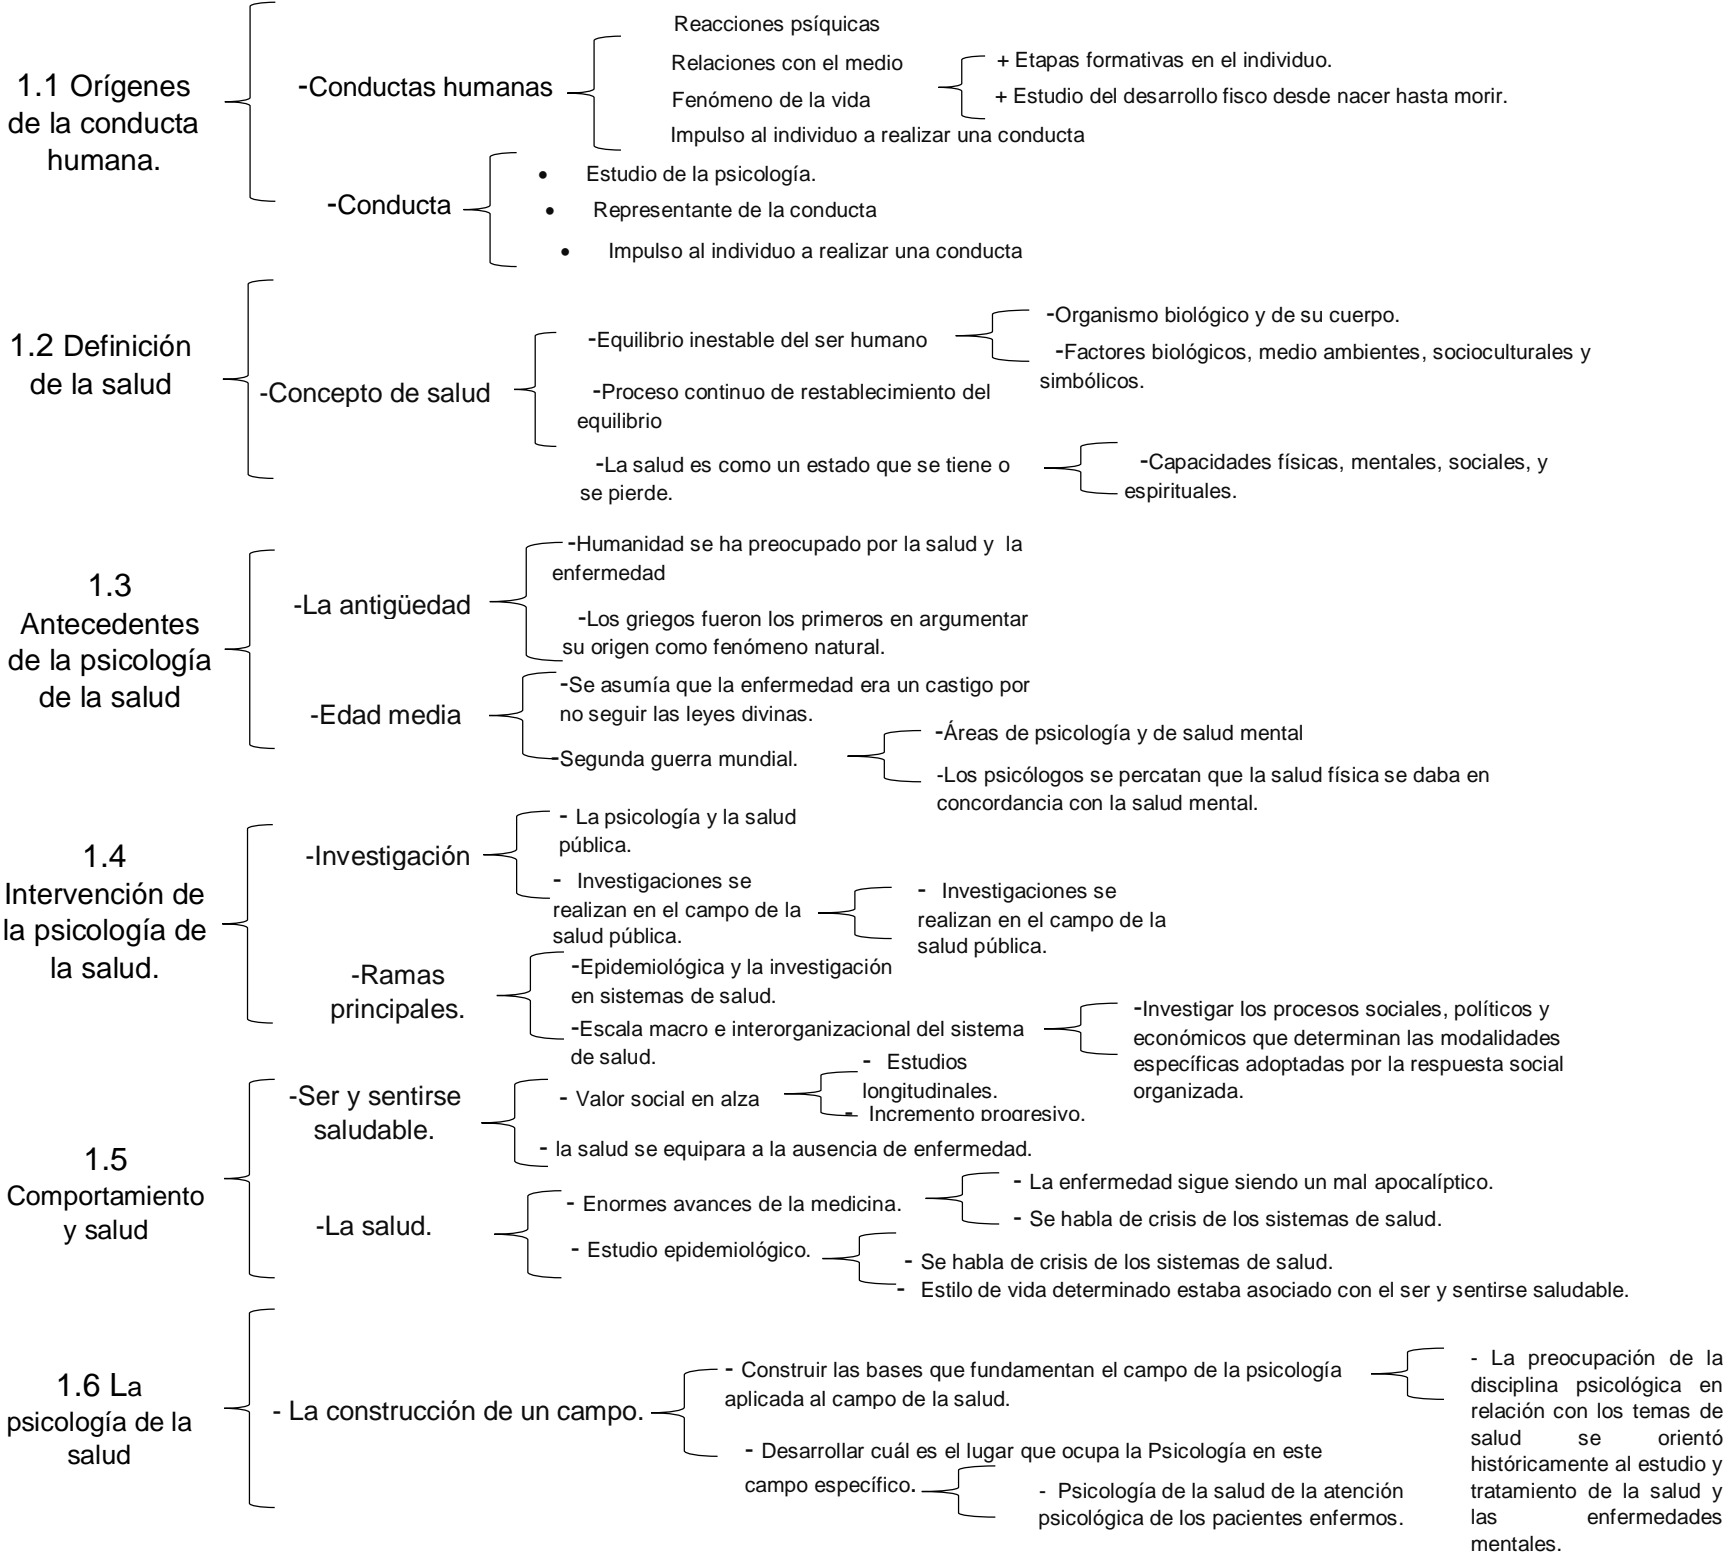 1.1 Orígenes
de la conducta
humana.
-Conductas humanas
Reacciones psíquicas
Relaciones con el medio
Fenómeno de la vida
Impulso al individuo a realizar una conducta
+ Etapas formativas en el individuo.
+ Estudio del desarrollo fisco desde nacer hasta morir.
-Conducta
• Estudio de la psicología.
• Representante de la conducta
• Impulso al individuo a realizar una conducta
1.2 Definición
de la salud
-Concepto de salud
-Equilibrio inestable del ser humano
-Organismo biológico y de su cuerpo.
-Factores biológicos, medio ambientes, socioculturales y
simbólicos.
-Proceso continuo de restablecimiento del
equilibrio
-La salud es como un estado que se tiene o
se pierde.
-Capacidades físicas, mentales, sociales, y
espirituales.
1.3
Antecedentes
de la psicología
de la salud
-La antigüedad
-Humanidad se ha preocupado por la salud y  la
enfermedad
-Los griegos fueron los primeros en argumentar
su origen como fenómeno natural.
-Edad media
-Se asumía que la enfermedad era un castigo por
no seguir las leyes divinas.
-Segunda guerra mundial.
-Áreas de psicología y de salud mental
-Los psicólogos se percatan que la salud física se daba en
concordancia con la salud mental.
1.4
Intervención de
la psicología de
la salud.
-Investigación
- La psicología y la salud
pública.
- Investigaciones se
realizan en el campo de la
salud pública.
- Investigaciones se
realizan en el campo de la
salud pública.
-Ramas
principales.
-Epidemiológica y la investigación
en sistemas de salud.
-Escala macro e interorganizacional del sistema
de salud.
-Investigar los procesos sociales, políticos y
económicos que determinan las modalidades
específicas adoptadas por la respuesta social
organizada.
1.5
Comportamiento
y salud
-Ser y sentirse
saludable.
- Valor social en alza
- Estudios
longitudinales.
- Incremento progresivo.
- la salud se equipara a la ausencia de enfermedad.
-La salud.
- Enormes avances de la medicina.
- La enfermedad sigue siendo un mal apocalíptico.
- Se habla de crisis de los sistemas de salud.
- Estudio epidemiológico.
- Se habla de crisis de los sistemas de salud.
- Estilo de vida determinado estaba asociado con el ser y sentirse saludable.
1.6 La
psicología de la
salud
- La construcción de un campo.
- Construir las bases que fundamentan el campo de la psicología
aplicada al campo de la salud.
- La preocupación de la
disciplina psicológica en
relación con los temas de
salud se orientó
históricamente al estudio y
tratamiento de la salud y
las enfermedades
mentales.
- Desarrollar cuál es el lugar que ocupa la Psicología en este
campo específico.
- Psicología de la salud de la atención
psicológica de los pacientes enfermos.